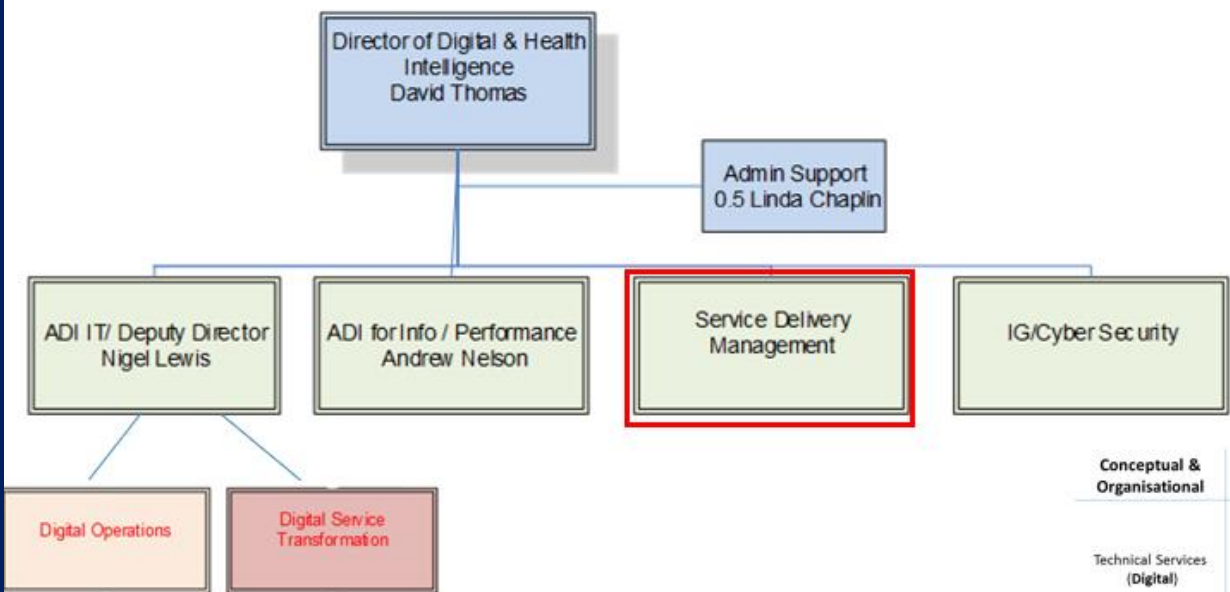 Director of Digital & Health
Intelligence
David Thomas
Admin Support
0.5 Linda Chaplin
ADI IT/ Deputy Director
Nigel Lewis
ADI for Info / Performance
Andrew Nelson
Service Delivery
Management
IG/Cyber Security
Digital Operations
Digital Service
Transformation
Conceptual &
Organisational
Technical Services
(Digital)